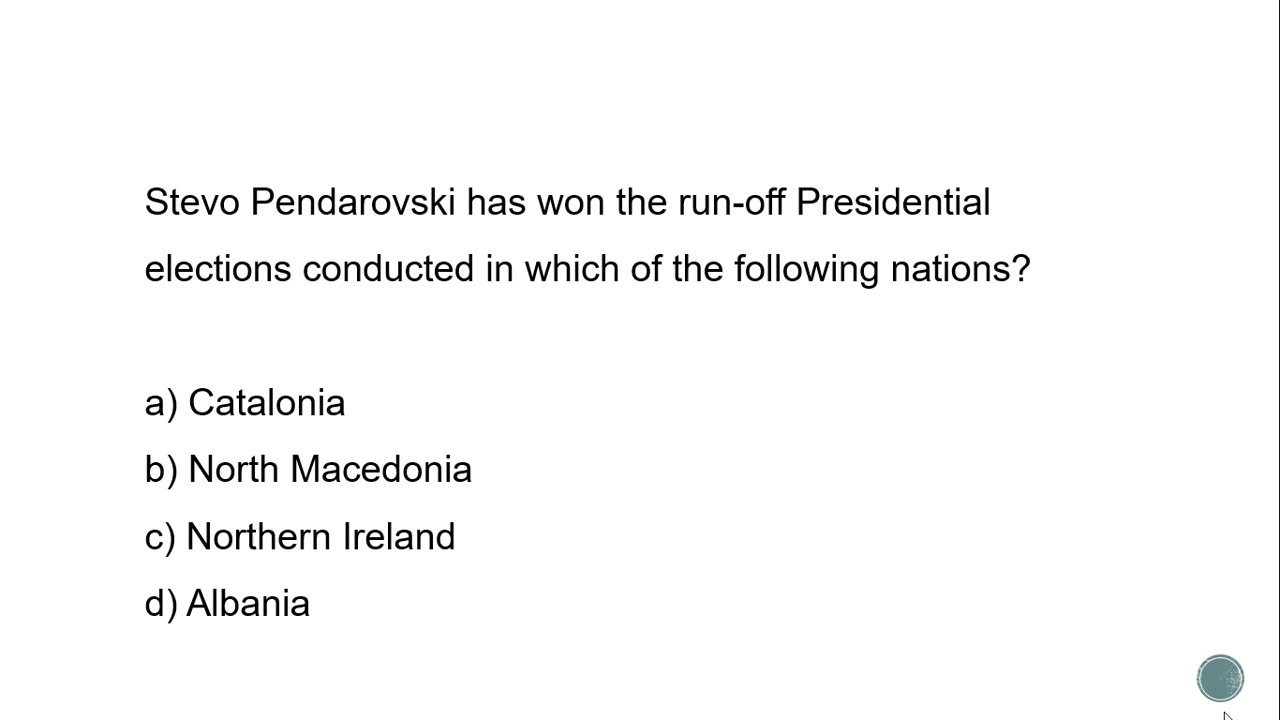 Stevo Pendarovski has won the run-off Presidential
elections conducted in which of the following nations?
a) Catalonia
b) North Macedonia
c) Northern Ireland
d) Albania